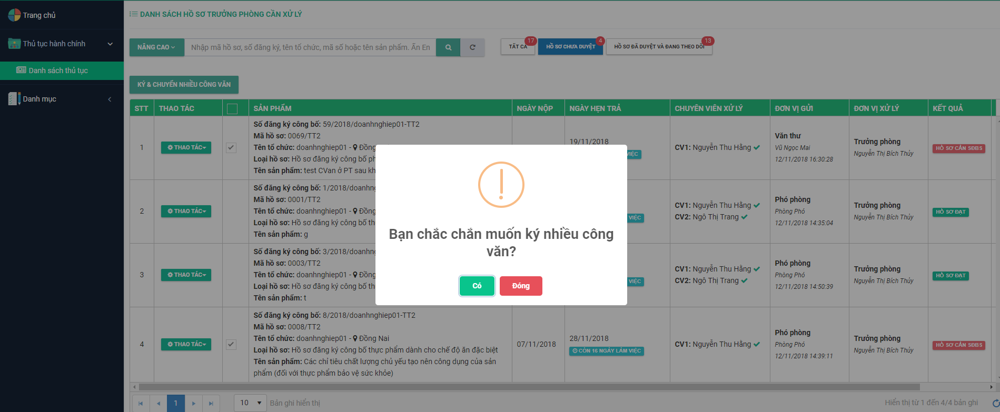 Trang chủ
Thủ tục hành chính
Danh sách thủ tục
Danh mục
DANH SÁCH HỒ SƠ TRƯỞNG PHÒNG CẦN XỬ LÝ
NÂNG CAO
Nhập mã hồ sơ, số đăng ký, tên tổ chức, mã số hoặc tên sản phẩm. Ấn En
TẤT CẢ
17
HỒ SƠ CHƯA DUYỆT
4
HỒ SƠ ĐÃ DUYỆT VÀ ĐANG THEO DÕI
13
KÝ & CHUYỂN NHIỀU CÔNG VĂN
STT THAO TÁC SẢN PHẨM NGÀY NỘP NGÀY HẸN TRẢ CHUYÊN VIÊN XỬ LÝ ĐƠN VỊ GỬI ĐƠN VỊ XỬ LÝ KẾT QUẢ
1
THAO TÁC
Số đăng ký công bố: 59/2018/doanhnghiep01-TT2
Mã hồ sơ: 0069/TT2
Tên tổ chức: doanhnghiep01 - Đồng
Loại hồ sơ: Hồ sơ đăng ký công bố
Tên sản phẩm: test CVan ở PT sau
19/11/2018
VIỆC
CV1: Nguyễn Thu Hằng
Văn thư
Vũ Ngọc Mai
12/11/2018 16:30:28
Trưởng phòng
Nguyễn Thị Bích Thủy
HỒ SƠ CẦN SĐBS
2
THAO TÁC
Số đăng ký công bố: 1/2018/doanhn
Mã hồ sơ: 0001/TT2
Tên tổ chức: doanhnghiep01 - Đồng
Loại hồ sơ: Hồ sơ đăng ký công bố th
Tên sản phẩm: g
VIỆC
CV1: Nguyễn Thu Hằng
CV2: Ngô Thị Trang
Phó phòng
Phòng Phó
12/11/2018 14:35:04
Trưởng phòng
Nguyễn Thị Bích Thủy
HỒ SƠ ĐẠT
3
THAO TÁC
Số đăng ký công bố: 3/2018/doanhn
Mã hồ sơ: 0003/TT2
Tên tổ chức: doanhnghiep01 - Đồng
Loại hồ sơ: Hồ sơ đăng ký công bố th
Tên sản phẩm: t
VIỆC
CV1: Nguyễn Thu Hằng
CV2: Ngô Thị Trang
Phó phòng
Phòng Phó
12/11/2018 14:50:39
Trưởng phòng
Nguyễn Thị Bích Thủy
HỒ SƠ ĐẠT
4
THAO TÁC
Số đăng ký công bố: 8/2018/doanhnghiep01-TT2
Mã hồ sơ: 0008/TT2
Tên tổ chức: doanhnghiep01 - Đồng Nai
Loại hồ sơ: Hồ sơ đăng ký công bố thực phẩm dành cho chế độ ăn đặc biệt
Tên sản phẩm: Các chỉ tiêu chất lượng chủ yếu tạo nên công dụng của sản
phẩm (đối với thực phẩm bảo vệ sức khỏe)
07/11/2018
28/11/2018
CÒN 16 NGÀY LÀM VIỆC
CV1: Nguyễn Thu Hằng
Phó phòng
Phòng Phó
12/11/2018 14:39:11
Trưởng phòng
Nguyễn Thị Bích Thủy
HỒ SƠ CẦN SĐBS
Bạn chắc chắn muốn ký nhiều công
văn?
Có
Đóng
1
10
Bản ghi hiển thị
Hiển thị từ 1 đến 4/4 bản ghi